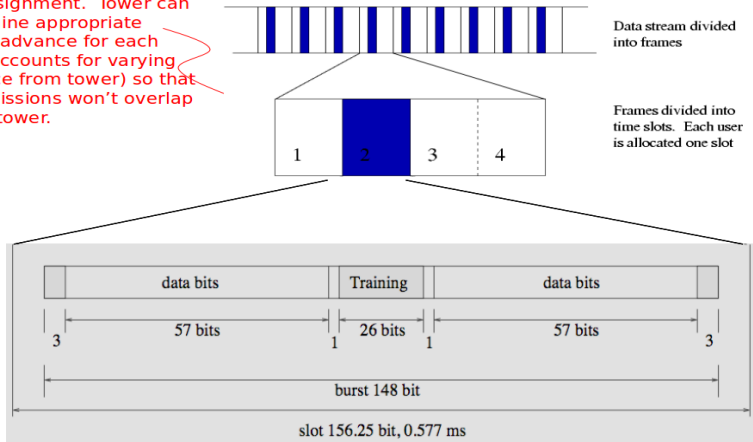 signment. Tower can
ine appropriate
advance for each
ccounts for varying
e from tower) so that
issions won't overlap
tower.
Data stream divided
into frames
Frames divided into
time slots. Each user
is allocated one slot
1 2 3 4
data bits Training data bits
57 bits 26 bits 57 bits
3 1 1 3
burst 148 bit
slot 156.25 bit, 0.577 ms